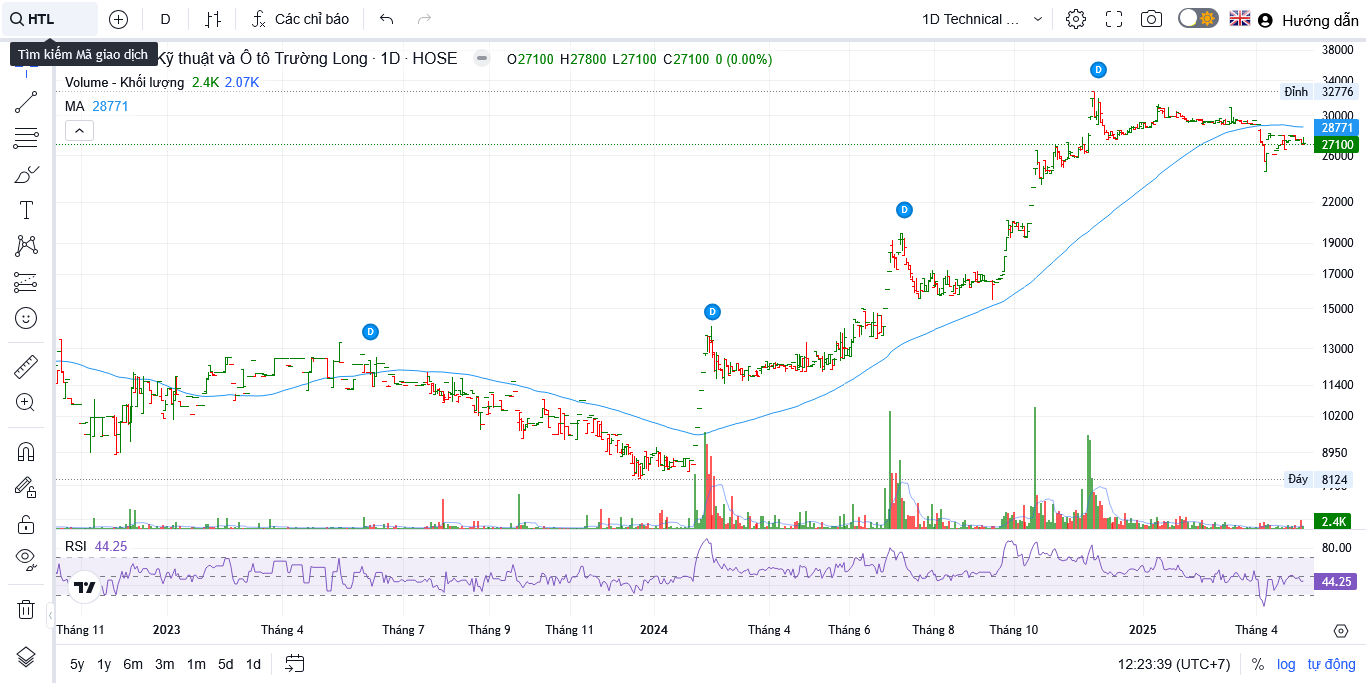 HTL
D
Các chỉ báo
1D Technical ...
Hướng dẫn
Tìm kiếm Mã giao dịch
Kỹ thuật và Ô tô Trường Long · 1D · HOSE
O27100 H27800 L27100 C27100 0 (0.00%)
Volume - Khối lượng 2.4K 2.07K
MA 28771
38000
34000
Đỉnh 32776
30000
28771
27100
26000
22000
19000
17000
15000
13000
11400
10200
8950
Đáy 8124
2.4K
D
D
D
D
RSI 44.25
80.00
44.25
Tháng 11 2023 Tháng 4 Tháng 7 Tháng 9 Tháng 11 2024 Tháng 4 Tháng 6 Tháng 8 Tháng 10 2025 Tháng 4
5y 1y 6m 3m 1m 5d 1d
12:23:39 (UTC+7) % log tự động